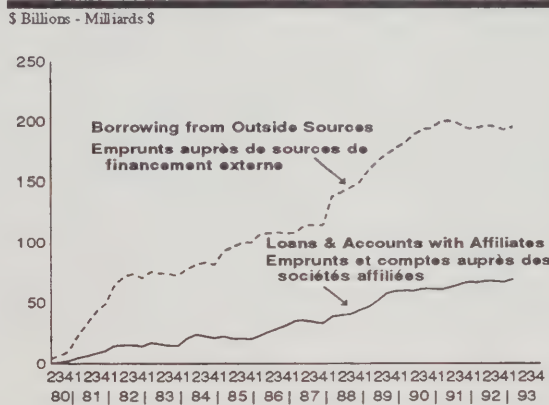 $ Billions - Milliards $
250
200
Borrowing from Outside Sources
Emprunts auprès de sources de
financement externe
150
100
Loans & Accounts with Affiliates
Emprunts et comptes auprès des
sociétés affiliées
50
0
2341234123412341234123412341234123412341234123412341234
80| 81 | 82 | 83 | 84 | 85 | 86 | 87 | 88 | 89 | 90 | 91 | 92 | 93